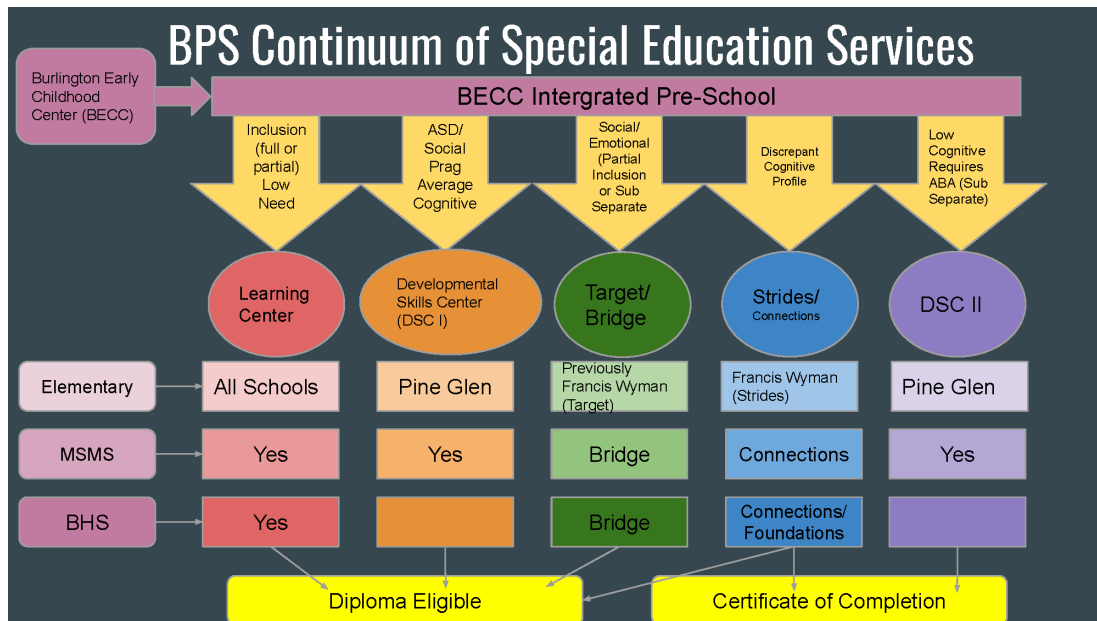 BPS Continuum of Special Education Services
Burlington Early
Childhood
Center (BECC)
BECC Intergrated Pre-School
Inclusion
(full or
partial)
Low
Need
ASD/
Social
Prag
Average
Cognitive
Social/
Emotional
(Partial
Inclusion
or Sub
Separate
Discrepant
Cognitive
Profile
Low
Cognitive
Requires
ABA (Sub
Separate)
Learning
Center
Developmental
Skills Center
(DSC I)
Target/
Bridge
Strides/
Connections
DSC II
Elementary
All Schools
Pine Glen
Previously
Francis Wyman
(Target)
Francis Wyman
(Strides)
Pine Glen
MSMS
Yes
Yes
Bridge
Connections
Yes
BHS
Yes
Bridge
Connections/
Foundations
Diploma Eligible
Certificate of Completion